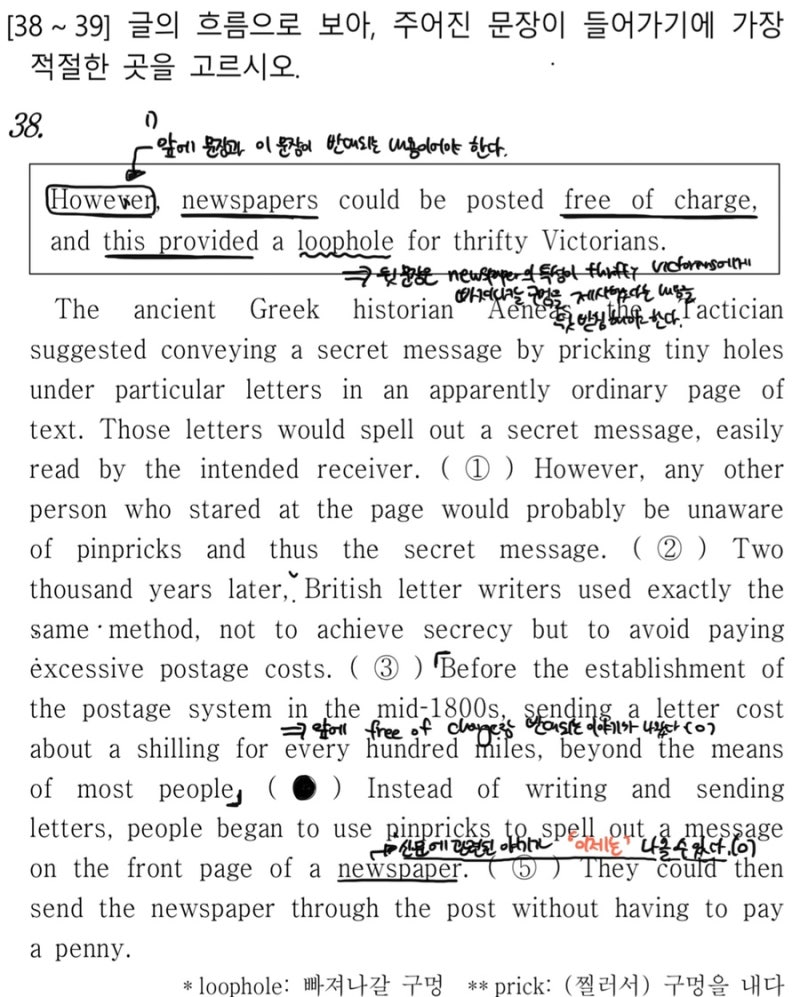 [38 ~ 39] 글의 흐름으로 보아, 주어진 문장이 들어가기에 가장
적절한 곳을 고르시오.
38.
1)
앞에 문장과 이 문장이 반대되는 내용이어야 한다.
However, newspapers could be posted free of charge,
and this provided a loophole for thrifty Victorians.
⇒ 뒷 문장은 newspaper의 특성이 thrifty victorians에게
빠져나가는 구멍을 제시했다는 내용을
뒷받침 해야 한다.
The ancient Greek historian Aeneas the Tactician
suggested conveying a secret message by pricking tiny holes
under particular letters in an apparently ordinary page of
text. Those letters would spell out a secret message, easily
read by the intended receiver. ( ① ) However, any other
person who stared at the page would probably be unaware
of pinpricks and thus the secret message. ( ② ) Two
thousand years later, British letter writers used exactly the
same method, not to achieve secrecy but to avoid paying
excessive postage costs. ( ③ ) Before the establishment of
the postage system in the mid-1800s, sending a letter cost
⇒ 앞에 free of charge랑 반대되는 이야기가 나왔다 (o)
about a shilling for every hundred miles, beyond the means
of most people. ( ● ) Instead of writing and sending
letters, people began to use pinpricks to spell out a message
→ 신문에 관련된 이야기가 "이제는" 나올 수 있다. (o)
on the front page of a newspaper. ( ⑤ ) They could then
send the newspaper through the post without having to pay
a penny.
* loophole: 빠져나갈 구멍 ** prick: (찔러서) 구멍을 내다